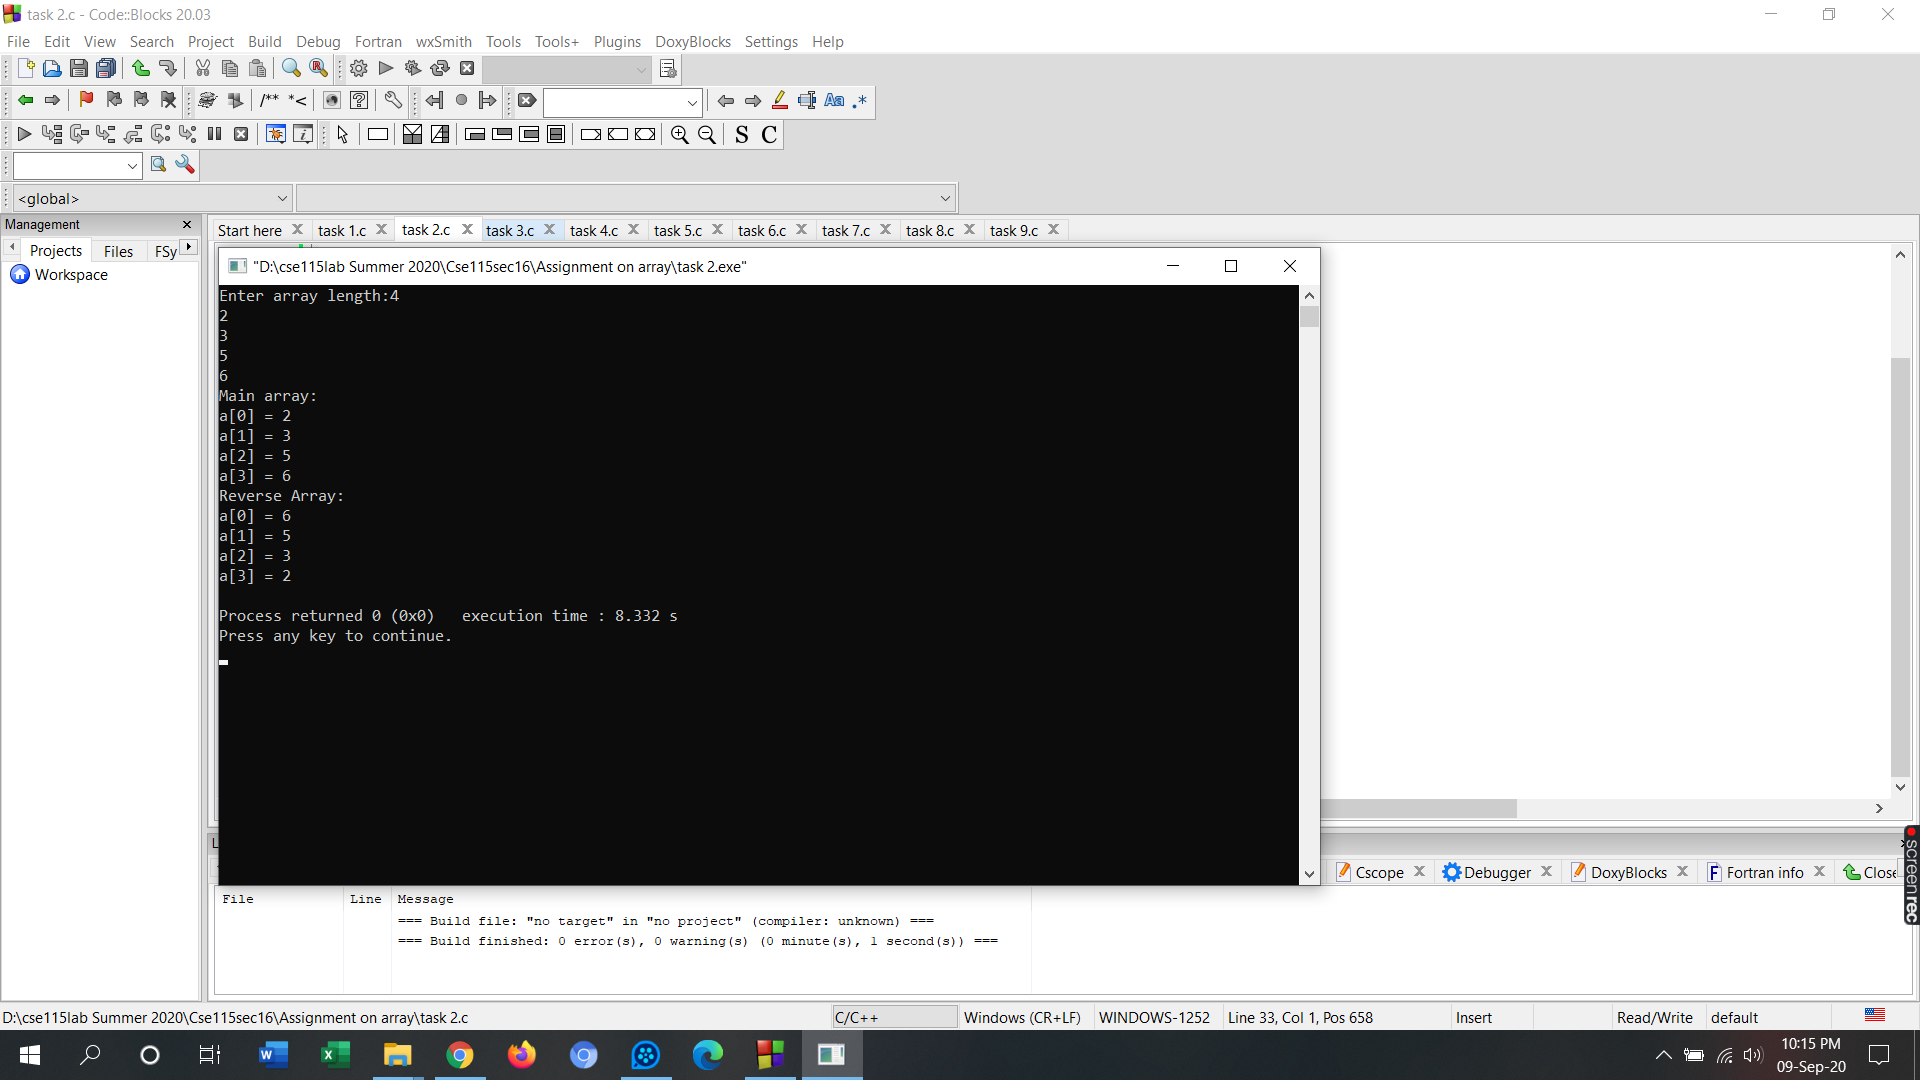 task 2.c - Code::Blocks 20.03
File Edit View Search Project Build Debug Fortran wxSmith Tools Tools+ Plugins DoxyBlocks Settings Help
/** *<
Aa .*
S C
<global>
Management
Start here task 1.c task 2.c task 3.c task 4.c task 5.c task 6.c task 7.c task 8.c task 9.c
Projects Files FSy
Workspace
"D:\cse115lab Summer 2020\Cse115sec16\Assignment on array\task 2.exe"
Enter array length:4
2
3
5
6
Main array:
a[0] = 2
a[1] = 3
a[2] = 5
a[3] = 6
Reverse Array:
a[0] = 6
a[1] = 5
a[2] = 3
a[3] = 2
Process returned 0 (0x0)   execution time : 8.332 s
Press any key to continue.
Cscope Debugger DoxyBlocks Fortran info Close
screenrec
File Line Message
=== Build file: "no target" in "no project" (compiler: unknown) ===
=== Build finished: 0 error(s), 0 warning(s) (0 minute(s), 1 second(s)) ===
D:\cse115lab Summer 2020\Cse115sec16\Assignment on array\task 2.c C/C++ Windows (CR+LF) WINDOWS-1252 Line 33, Col 1, Pos 658 Insert Read/Write default
10:15 PM
09-Sep-20